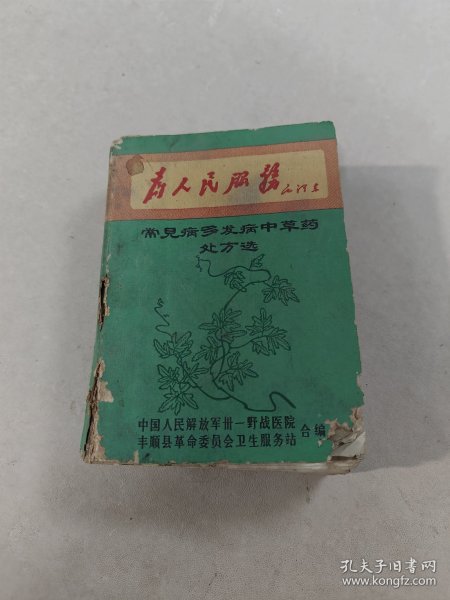 为人民服务 毛泽东
常見病多发病中草药
处方选
中国人民解放军卅一野战医院
丰顺县革命委员会卫生服务站 合编
孔夫子旧书网
www.kongfz.com